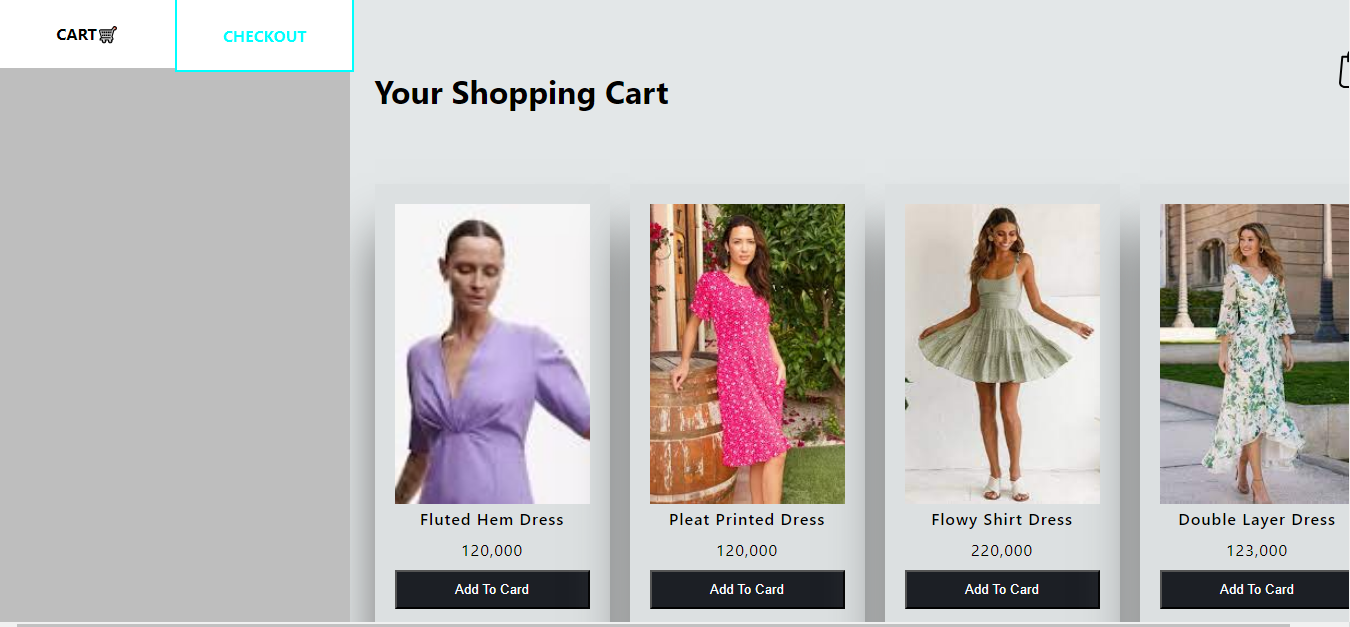 CART
CHECKOUT
Your Shopping Cart
Fluted Hem Dress
Pleat Printed Dress
Flowy Shirt Dress
Double Layer Dress
120,000
120,000
220,000
123,000
Add To Card
Add To Card
Add To Card
Add To Card